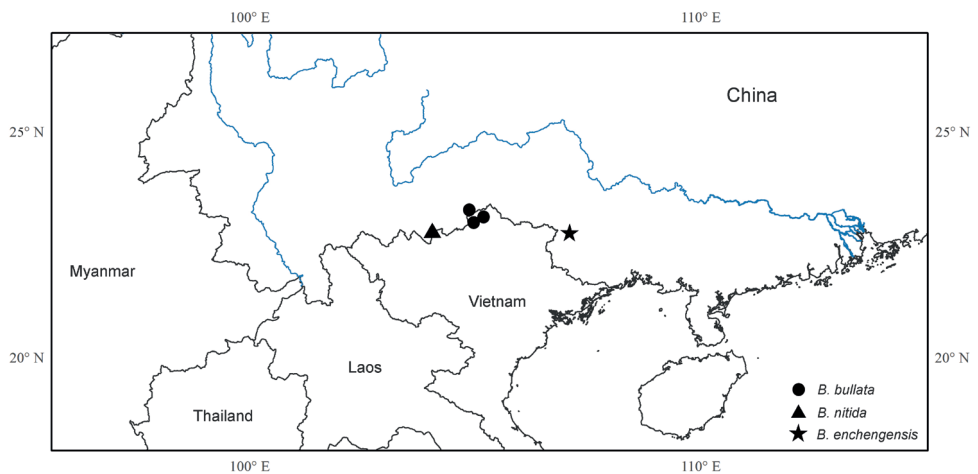 100° E 110° E
China
25° N 25° N
Myanmar
Vietnam
20° N 20° N
Laos
B. bullata
Thailand
B. nitida
B. enchengensis
100° E 110° E